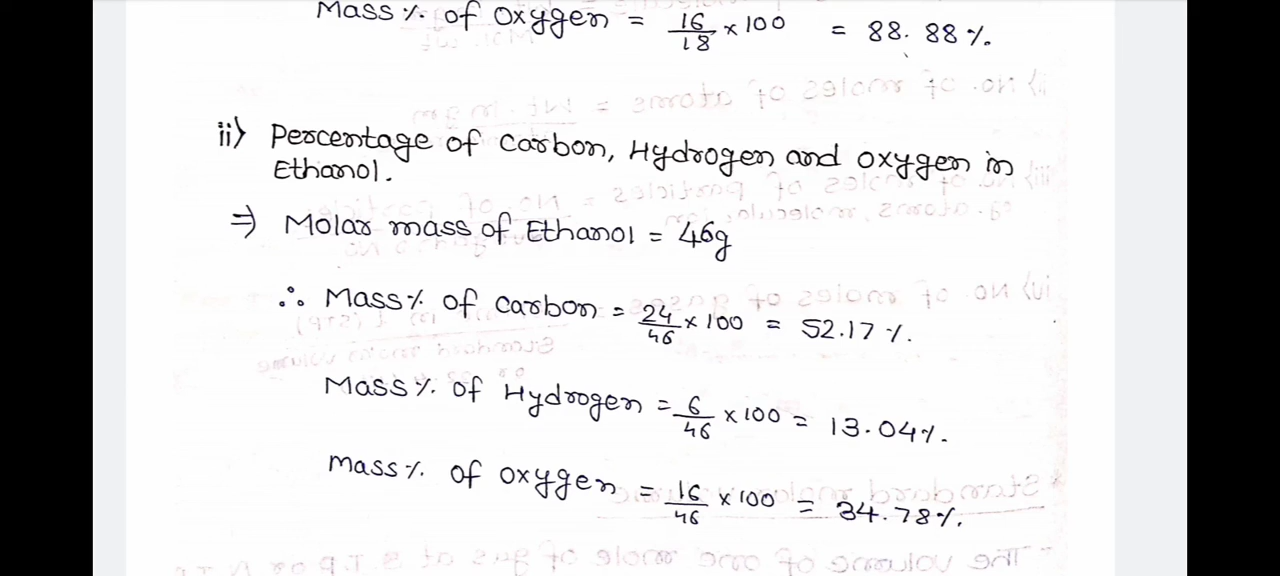 Mass % of Oxygen = 16/18 × 100 = 88.88 %.
ii) Percentage of Carbon, Hydrogen and Oxygen in
Ethanol.
⇒ Molar mass of Ethanol = 46g
∴ Mass % of carbon = 24/46 × 100 = 52.17 %.
Mass % of Hydrogen = 6/46 × 100 = 13.04 %.
Mass % of oxygen = 16/46 × 100 = 34.78 %.